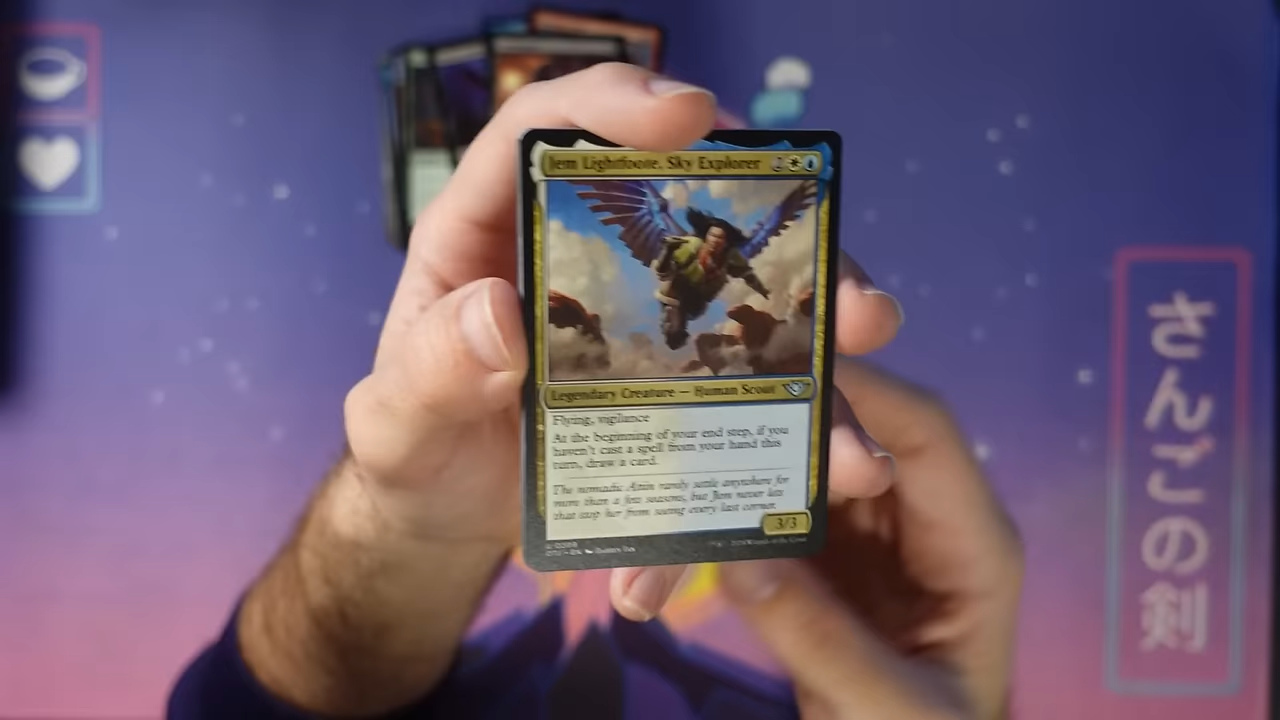 Jem Lightfoote, Sky Explorer
Legendary Creature — Human Scout
Flying, vigilance
At the beginning of your end step, if you
haven't cast a spell from your hand this
turn, draw a card.
The nomadic Atiin rarely settle anywhere for
more than a few seasons, but Jem never lets
that stop her from seeing every last corner.
3/3
さんごの剣